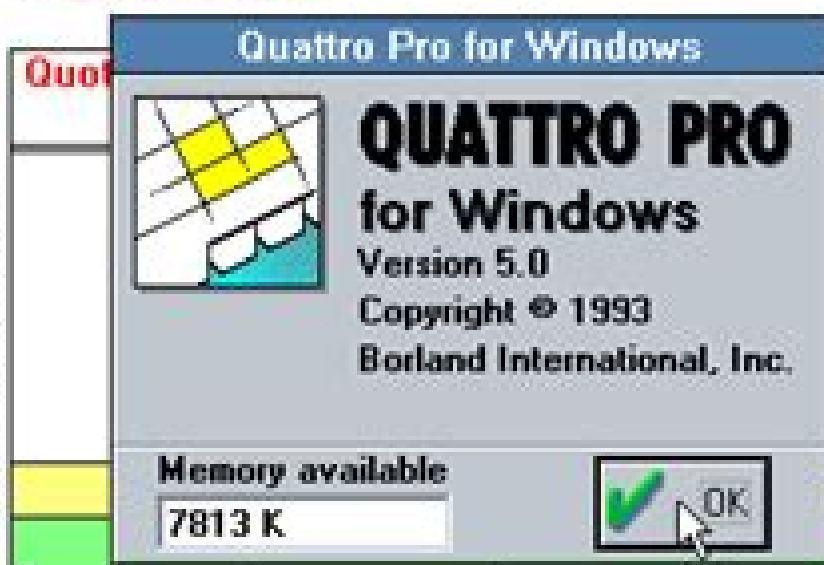 Quattro Pro for Windows
Quot
QUATTRO PRO
for Windows
Version 5.0
Copyright © 1993
Borland International, Inc.
Memory available
7813 K
OK